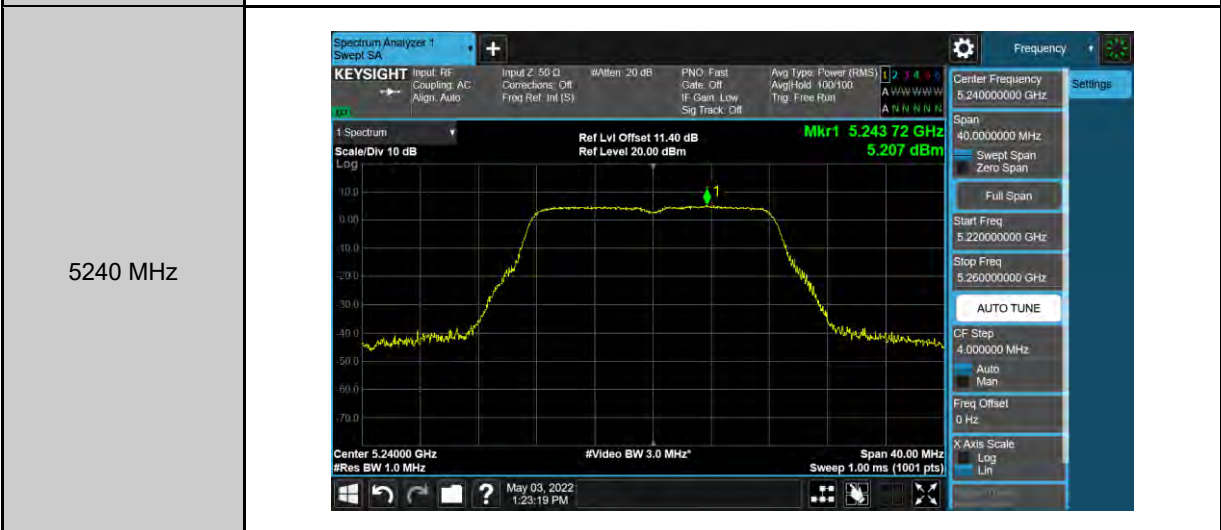 5240 MHz
Spectrum Analyzer 1
Swept SA
Frequency
KEYSIGHT
Input: RF
Coupling: AC
Align: Auto
Input Z: 50 Ω
Corrections: Off
Freq Ref: Int (S)
#Atten: 20 dB
PNO: Fast
Gate: Off
IF Gain: Low
Sig Track: Off
Avg Type: Power (RMS)
Avg|Hold: 100/100
Trig: Free Run
1 2 3 4 5 6
A W W W W W
A N N N N N
1 Spectrum
Scale/Div 10 dB
Log
Ref Lvl Offset 11.40 dB
Ref Level 20.00 dBm
Mkr1 5.243 72 GHz
5.207 dBm
1
10.0
0.00
-10.0
-20.0
-30.0
-40.0
-50.0
-60.0
-70.0
Center 5.24000 GHz
#Res BW 1.0 MHz
#Video BW 3.0 MHz*
Span 40.00 MHz
Sweep 1.00 ms (1001 pts)
May 03, 2022
1:23:19 PM
Center Frequency
5.240000000 GHz
Settings
Span
40.0000000 MHz
Swept Span
Zero Span
Full Span
Start Freq
5.220000000 GHz
Stop Freq
5.260000000 GHz
AUTO TUNE
CF Step
4.000000 MHz
Auto
Man
Freq Offset
0 Hz
X Axis Scale
Log
Lin